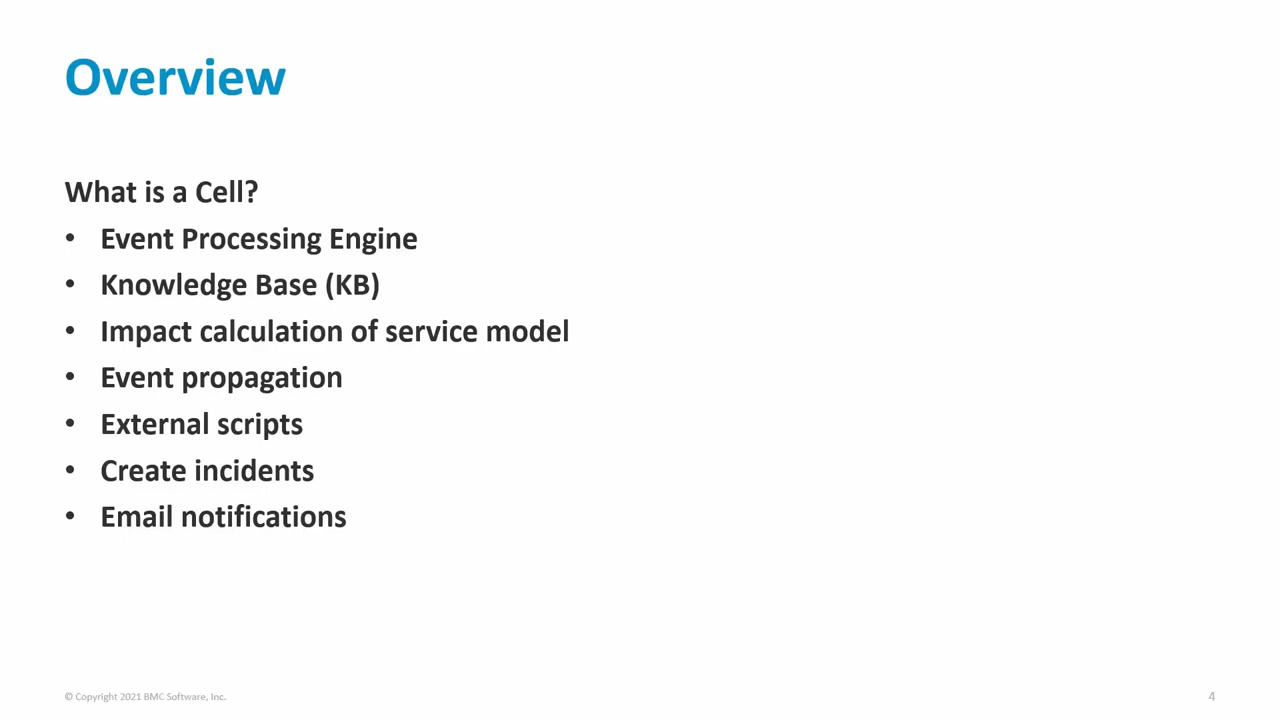 Overview
What is a Cell?
• Event Processing Engine
• Knowledge Base (KB)
• Impact calculation of service model
• Event propagation
• External scripts
• Create incidents
• Email notifications
© Copyright 2021 BMC Software, Inc.
4